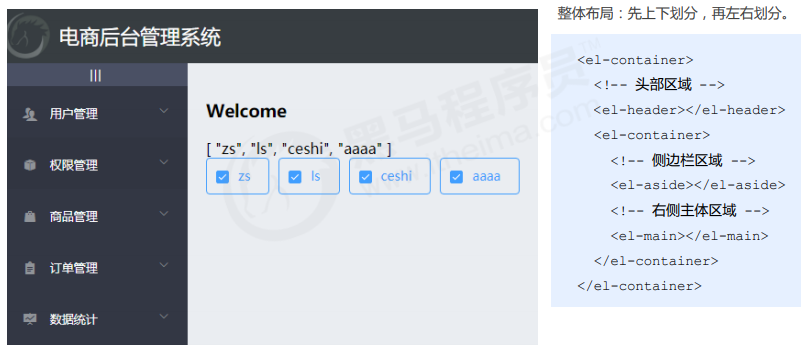 电商后台管理系统
|||
用户管理
权限管理
商品管理
订单管理
数据统计
Welcome
[ "zs", "ls", "ceshi", "aaaa" ]
zs ls ceshi aaaa
黑马程序员™
www.itheima.com
整体布局：先上下划分，再左右划分。
<el-container>
<!-- 头部区域 -->
<el-header></el-header>
<el-container>
<!-- 侧边栏区域 -->
<el-aside></el-aside>
<!-- 右侧主体区域 -->
<el-main></el-main>
</el-container>
</el-container>